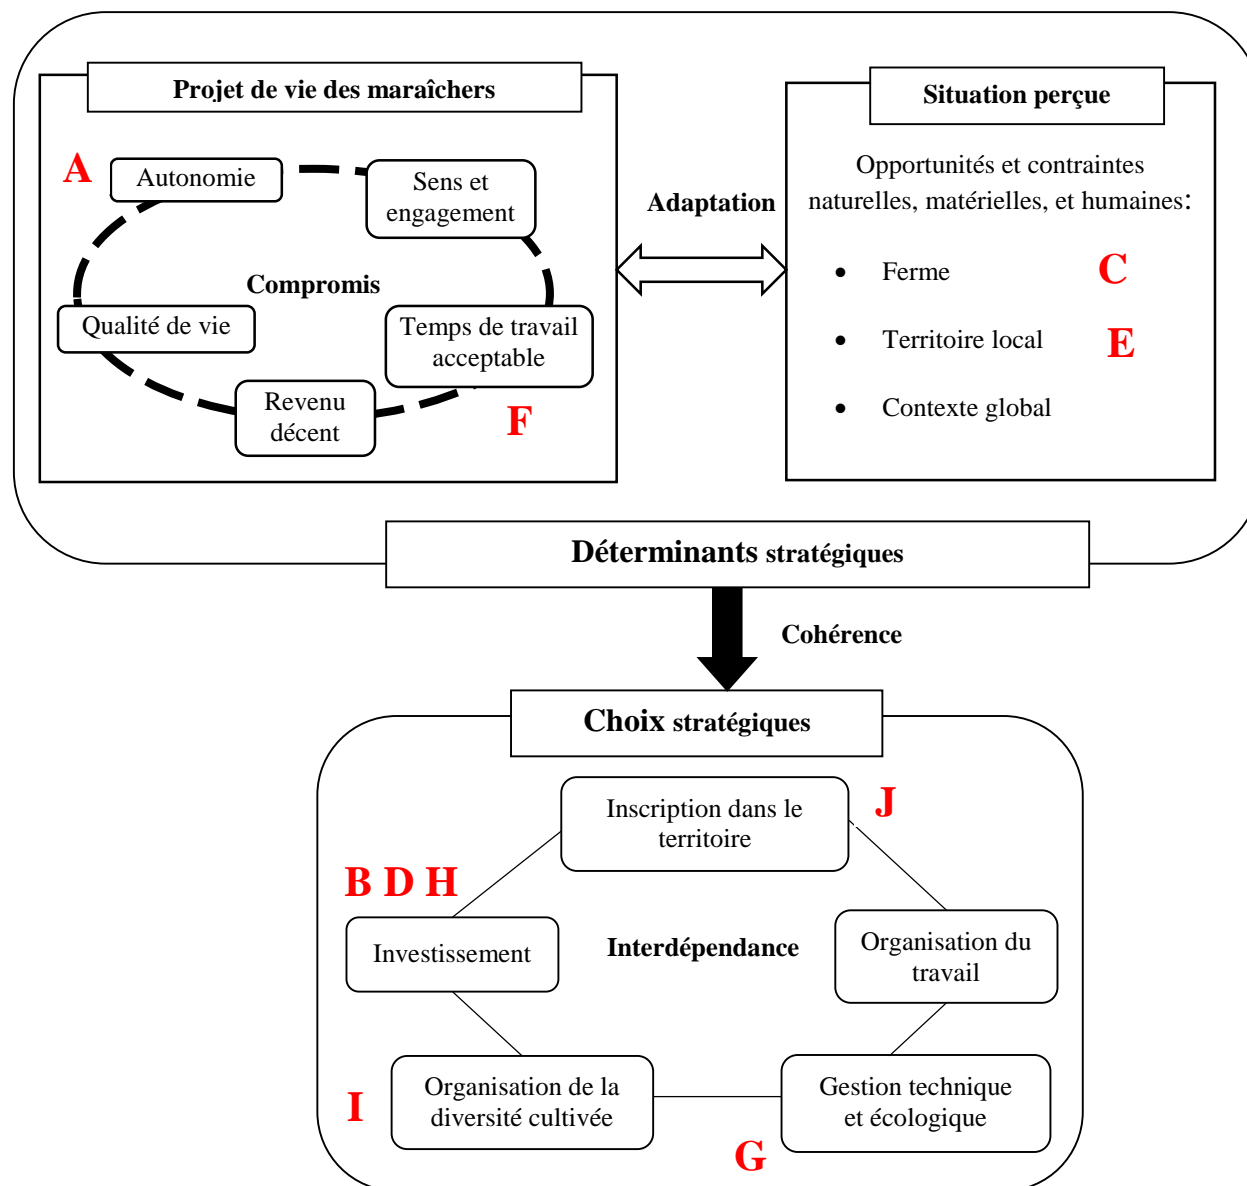 Projet de vie des maraîchers
A
Autonomie
Sens et
engagement
Compromis
Qualité de vie
Temps de travail
acceptable
Revenu
décent
F
Adaptation
Situation perçue
Opportunités et contraintes
naturelles, matérielles, et humaines:
• Ferme C
• Territoire local E
• Contexte global
Déterminants stratégiques
Cohérence
Choix stratégiques
Inscription dans le
territoire
J
B D H
Investissement
Interdépendance
Organisation du
travail
I
Organisation de la
diversité cultivée
Gestion technique
et écologique
G